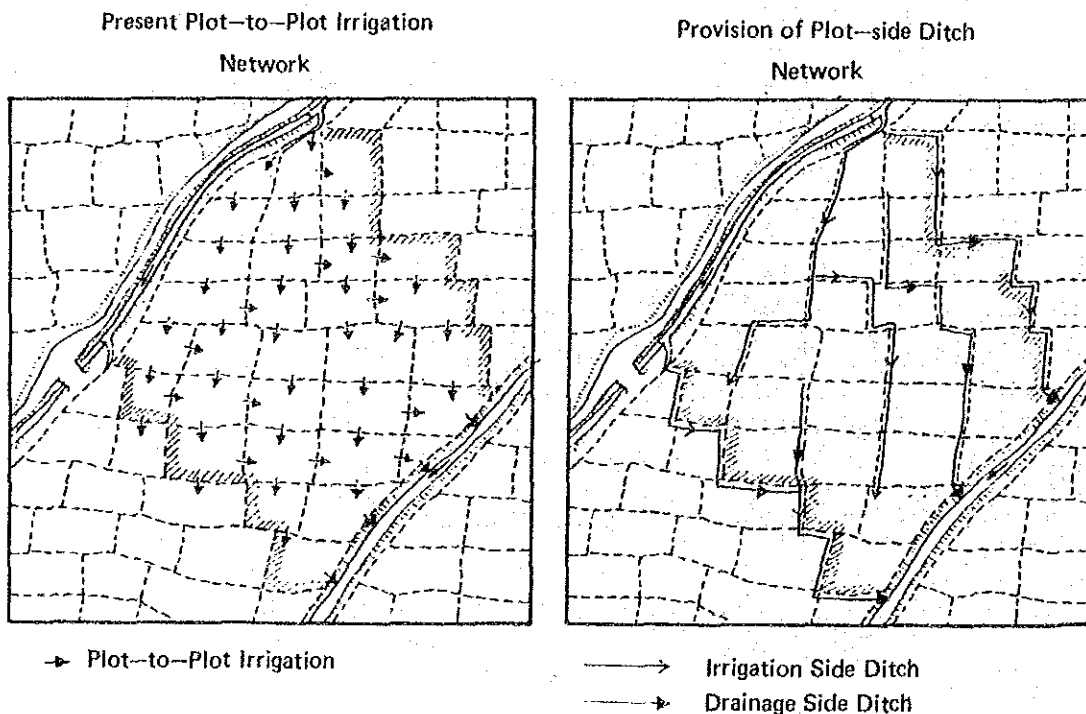 Present Plot-to-Plot Irrigation
Network
Provision of Plot-side Ditch
Network
Plot-to-Plot Irrigation
Irrigation Side Ditch
Drainage Side Ditch